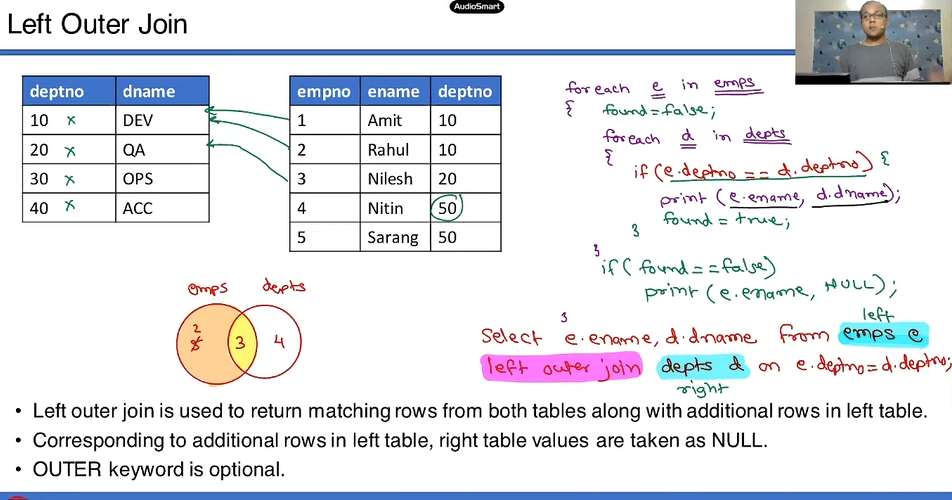 AudioSmart
Left Outer Join
deptno dname
10 x DEV
20 x QA
30 x OPS
40 x ACC
empno ename deptno
1 Amit 10
2 Rahul 10
3 Nilesh 20
4 Nitin 50
5 Sarang 50
foreach e in emps
{ found=false;
foreach d in depts
{
if (e.deptno == d.deptno) {
print (e.ename, d.dname);
found = true;
}
}
if( found==false)
print (e.ename, NULL);
}
emps depts
2
5 3 4
left
Select e.ename, d.dname from emps e
left outer join depts d on e.deptno=d.deptno;
right
• Left outer join is used to return matching rows from both tables along with additional rows in left table.
• Corresponding to additional rows in left table, right table values are taken as NULL.
• OUTER keyword is optional.